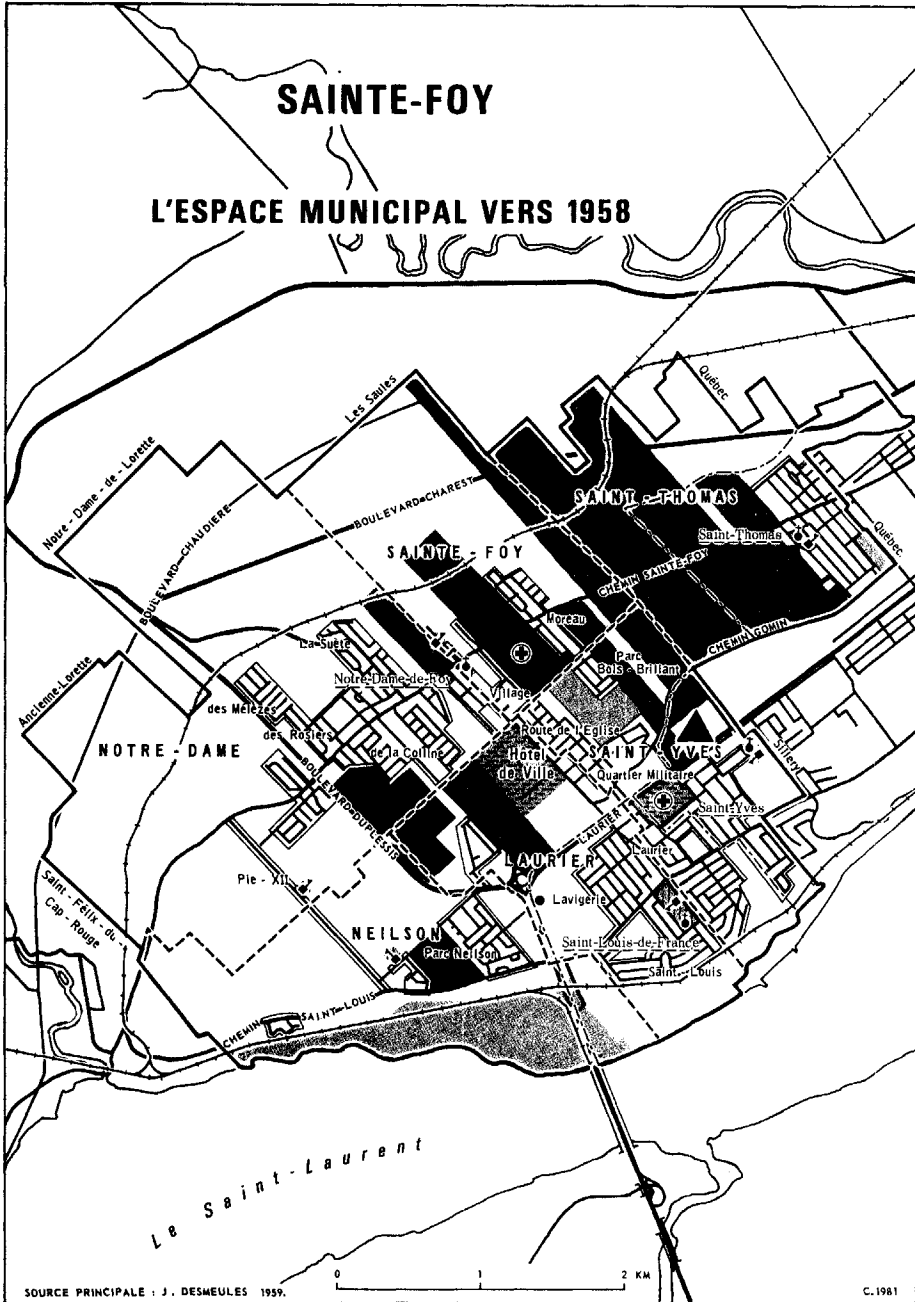 SAINTE-FOY
L'ESPACE MUNICIPAL VERS 1958
Les Saules
Québec
Notre-Dame-de-Lorette
BOULEVARD CHAREST
SAINT-THOMAS
BOULEVARD CHAUDIERE
SAINTE-FOY
Saint-Thomas
Québec
CHEMIN SAINTE-FOY
Moreau
CHEMIN GOMIN
La Suète
Parc
Bois-Brillant
Notre-Dame-de-Foy
Village
Ancienne-Lorette
des Mélèzes
des Rosiers
Route de l'Eglise
NOTRE-DAME
de la Colline
Hôtel
de Ville
SAINT YVES
Sillery
Quartier Militaire
BOULEVARD DUPLESSIS
LAURIER
Saint-Yves
Laurier
LAURIER
Pie-XII
Lavigerie
Saint-Félix-du
Cap-Rouge
NEILSON
Parc Neilson
Saint-Louis-de-France
Saint-Louis
CHEMIN SAINT-LOUIS
Le Saint-Laurent
0 1 2 KM
SOURCE PRINCIPALE : J. DESMEULES 1959.
C.1981